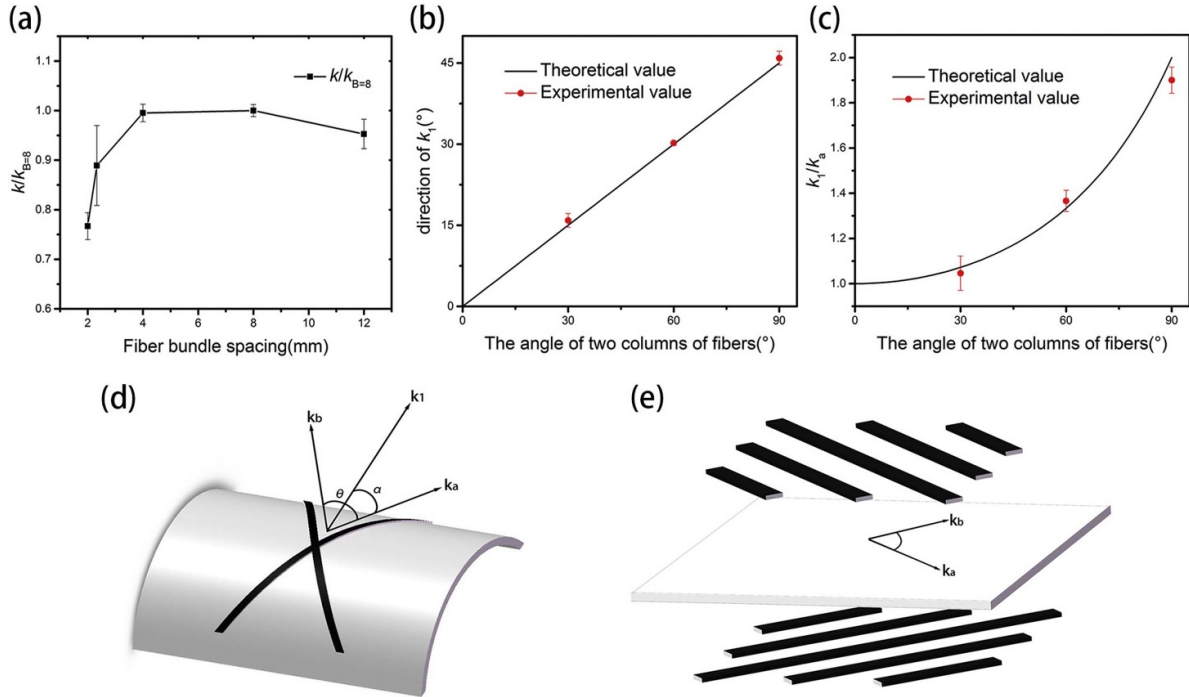 (a)
k/k_B=8
1.1
1.0
0.9
0.8
0.7
0.6
k/k_B=8
2
4
6
8
10
12
Fiber bundle spacing(mm)
(b)
direction of k₁(°)
45
30
15
0
Theoretical value
Experimental value
0
30
60
90
The angle of two columns of fibers(°)
(c)
k₁/kₐ
2.0
1.8
1.6
1.4
1.2
1.0
Theoretical value
Experimental value
0
30
60
90
The angle of two columns of fibers(°)
(d)
kb
k1
θ
α
ka
(e)
kb
ka